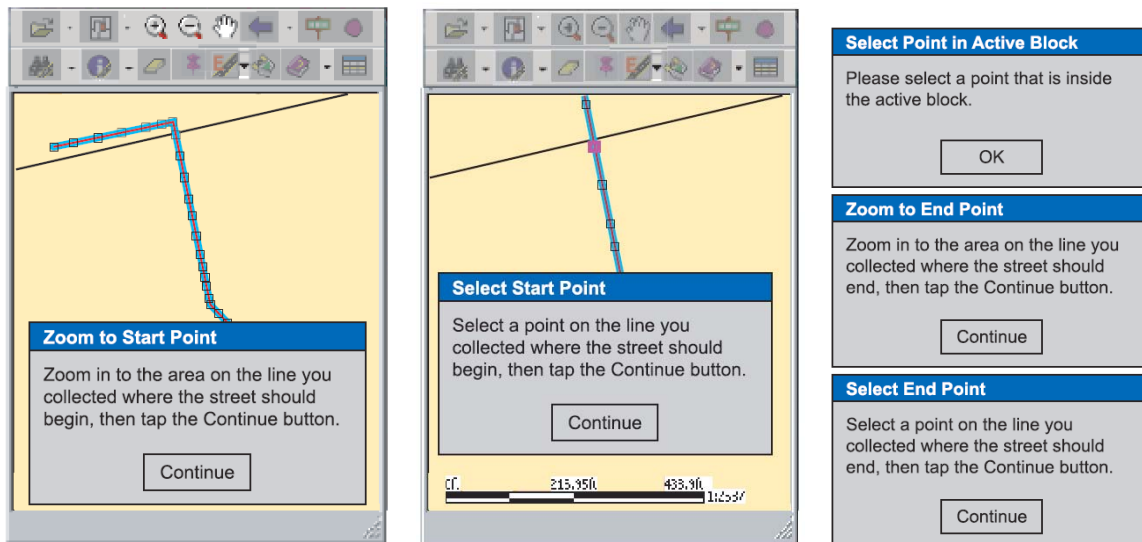 Zoom to Start Point
Zoom in to the area on the line you
collected where the street should
begin, then tap the Continue button.
Continue
Select Start Point
Select a point on the line you
collected where the street should
begin, then tap the Continue button.
Continue
0ft. 215.95ft. 433.9ft.
Select Point in Active Block
Please select a point that is inside
the active block.
OK
Zoom to End Point
Zoom in to the area on the line you
collected where the street should
end, then tap the Continue button.
Continue
Select End Point
Select a point on the line you
collected where the street should
end, then tap the Continue button.
Continue